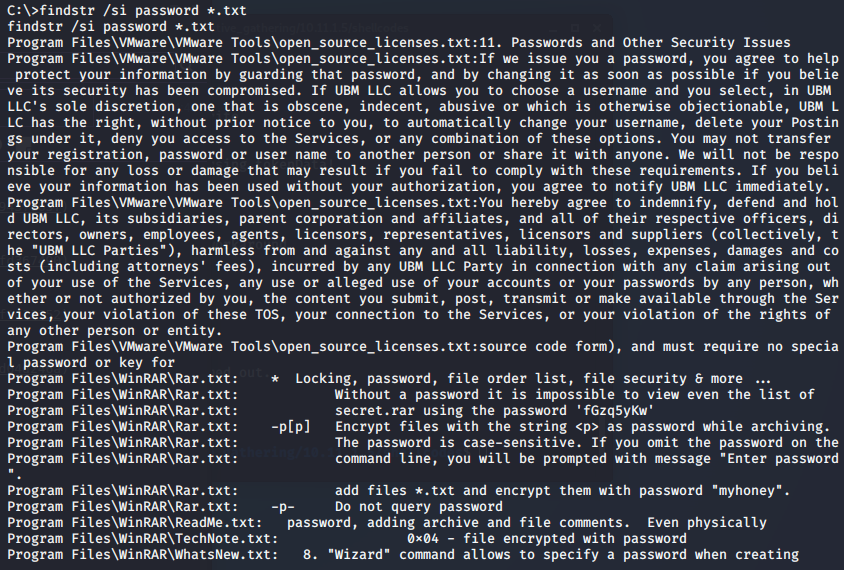 C:\>findstr /si password *.txt
findstr /si password *.txt
Program Files\VMware\VMware Tools\open_source_licenses.txt:11. Passwords and Other Security Issues
Program Files\VMware\VMware Tools\open_source_licenses.txt:If we issue you a password, you agree to help
 protect your information by guarding that password, and by changing it as soon as possible if you belie
ve its security has been compromised. If UBM LLC allows you to choose a username and you select, in UBM
LLC's sole discretion, one that is obscene, indecent, abusive or which is otherwise objectionable, UBM L
LC has the right, without prior notice to you, to automatically change your username, delete your Postin
gs under it, deny you access to the Services, or any combination of these options. You may not transfer
your registration, password or user name to another person or share it with anyone. We will not be respo
nsible for any loss or damage that may result if you fail to comply with these requirements. If you beli
eve your information has been used without your authorization, you agree to notify UBM LLC immediately.
Program Files\VMware\VMware Tools\open_source_licenses.txt:You hereby agree to indemnify, defend and hol
d UBM LLC, its subsidiaries, parent corporation and affiliates, and all of their respective officers, di
rectors, owners, employees, agents, licensors, representatives, licensors and suppliers (collectively, t
he "UBM LLC Parties"), harmless from and against any and all liability, losses, expenses, damages and co
sts (including attorneys' fees), incurred by any UBM LLC Party in connection with any claim arising out
of your use of the Services, any use or alleged use of your accounts or your passwords by any person, wh
ether or not authorized by you, the content you submit, post, transmit or make available through the Ser
vices, your violation of these TOS, your connection to the Services, or your violation of the rights of
any other person or entity.
Program Files\VMware\VMware Tools\open_source_licenses.txt:source code form), and must require no specia
l password or key for
Program Files\WinRAR\Rar.txt:    *  Locking, password, file order list, file security & more ...
Program Files\WinRAR\Rar.txt:            Without a password it is impossible to view even the list of
Program Files\WinRAR\Rar.txt:            secret.rar using the password 'fGzq5yKw'
Program Files\WinRAR\Rar.txt:    -p[p]   Encrypt files with the string <p> as password while archiving.
Program Files\WinRAR\Rar.txt:            The password is case-sensitive. If you omit the password on the
Program Files\WinRAR\Rar.txt:            command line, you will be prompted with message "Enter password
".
Program Files\WinRAR\Rar.txt:            add files *.txt and encrypt them with password "myhoney".
Program Files\WinRAR\Rar.txt:    -p-     Do not query password
Program Files\WinRAR\ReadMe.txt:   password, adding archive and file comments.  Even physically
Program Files\WinRAR\TechNote.txt:                0×04 - file encrypted with password
Program Files\WinRAR\WhatsNew.txt:   8. "Wizard" command allows to specify a password when creating